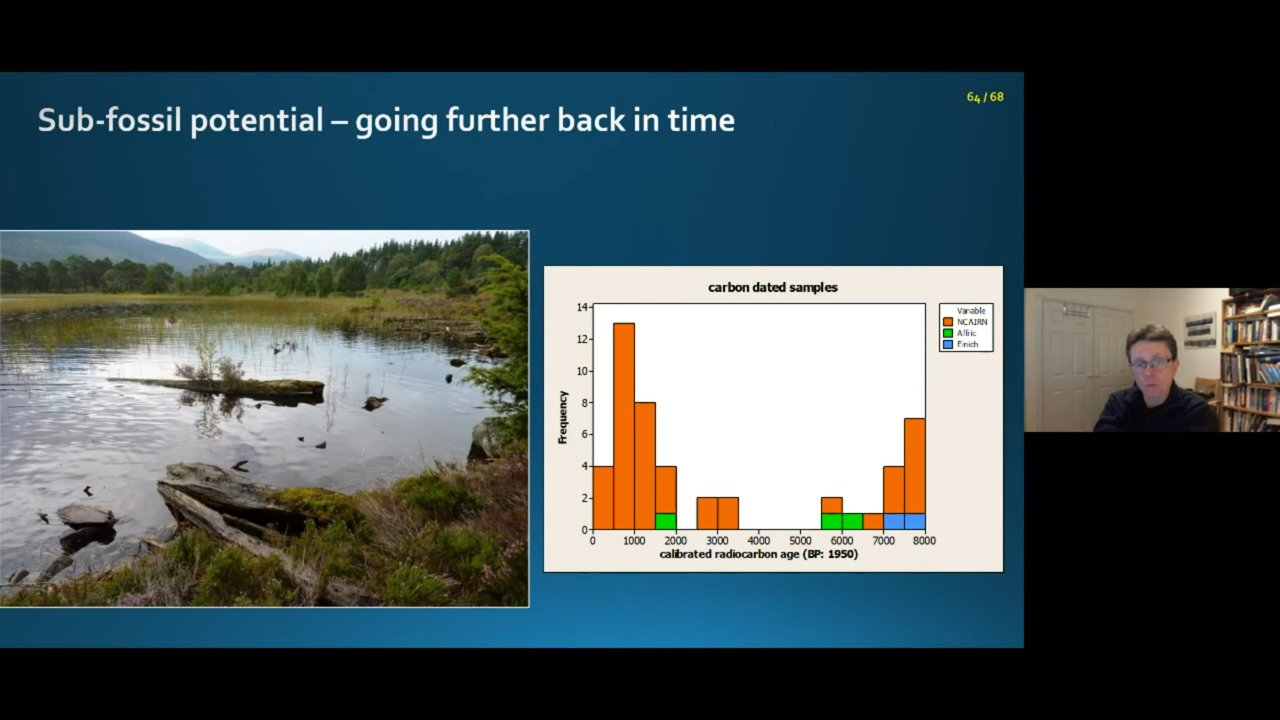 64 / 68
Sub-fossil potential – going further back in time
carbon dated samples
Variable
NCAIRN
Affric
Einich
Frequency
14
12
10
8
6
4
2
0
0 1000 2000 3000 4000 5000 6000 7000 8000
calibrated radiocarbon age (BP: 1950)